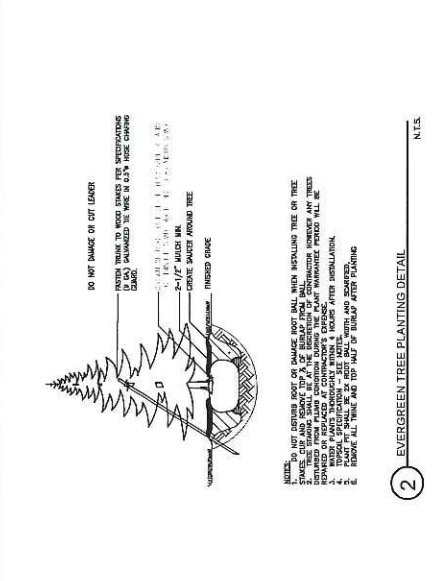 DO NOT DAMAGE OR CUT LEADER
FASTEN TRUNK TO WOOD STAKES PER SPECIFICATIONS
GALVANIZED TIE WIRE IN 0.5"Φ HOSE CHAFING
GUARD.
2-1/2" MULCH MIN.
CREATE SAUCER AROUND TREE
FINISHED GRADE
NOTES:
1. DO NOT DISTURB ROOT OR DAMAGE ROOT BALL WHEN INSTALLING TREE OR TREE
STAKES. CUR AND REMOVE TOP OF BURLAP FROM BALL
2. TREE STAKING SHALL BE AT THE DISCRETION OF CONTRACTOR HOWEVER ANY TREES
DISTURBED FROM PLUMB CONDITION DURING THE PLANT WARRANTEE PERIOD WILL BE
REPAIRED OR REPLACED AT CONTRACTOR'S EXPENSE.
3. WATER PLANTS THOROUGHLY WITHIN 4 HOURS AFTER INSTALLATION.
4. TOPSOIL SPECIFICATION - SEE NOTES.
5. PLANT PIT SHALL BE 2X ROOT BALL WIDTH AND SCARIFIED.
6. REMOVE ALL TWINE AND TOP HALF OF BURLAP AFTER PLANTING
2
EVERGREEN TREE PLANTING DETAIL
N.T.S.